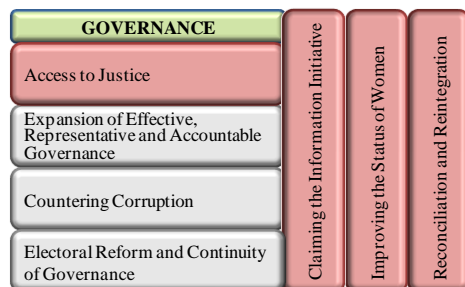 GOVERNANCE
Access to Justice
Expansion of Effective,
Representative and Accountable
Governance
Countering Corruption
Electoral Reform and Continuity
of Governance
Claiming the Information Initiative
Improving the Status of Women
Reconciliation and Reintegration